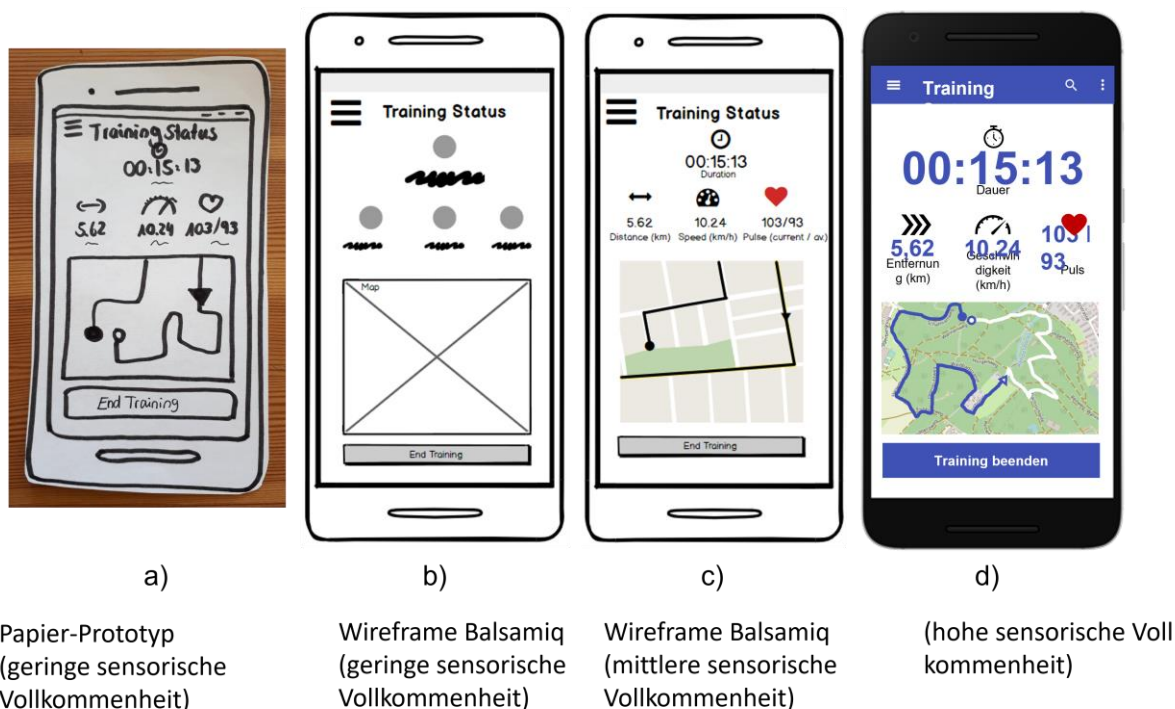 Training Status
00:15:13
5.62 10.24 103/93
End Training
a)
Papier-Prototyp
(geringe sensorische
Vollkommenheit)
Training Status
Map
End Training
b)
Wireframe Balsamiq
(geringe sensorische
Vollkommenheit)
Training Status
00:15:13
Duration
5.62 10.24 103/93
Distance (km) Speed (km/h) Pulse (current / av.)
End Training
c)
Wireframe Balsamiq
(mittlere sensorische
Vollkommenheit)
Training
00:15:13
Dauer
5,62 10,24 103 |
93
Entfernun
g (km)
Geschwin
digkeit
(km/h)
Puls
Training beenden
d)
(hohe sensorische Voll
kommenheit)